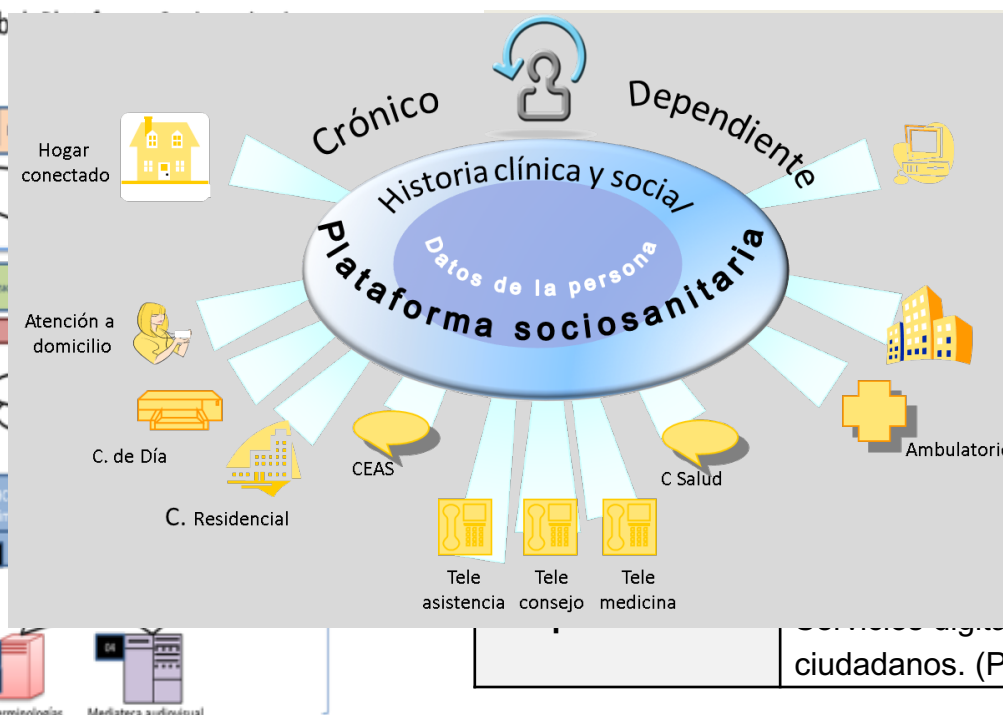 Crónico
Dependiente
Hogar
conectado
Historia clínica y social
Datos de la persona
Plataforma sociosanitaria
Atención a
domicilio
C. de Día
C. Residencial
CEAS
C Salud
Ambulatorio
Tele
asistencia
Tele
consejo
Tele
medicina
ciudadanos. (P
04
Mediateca audiovisual